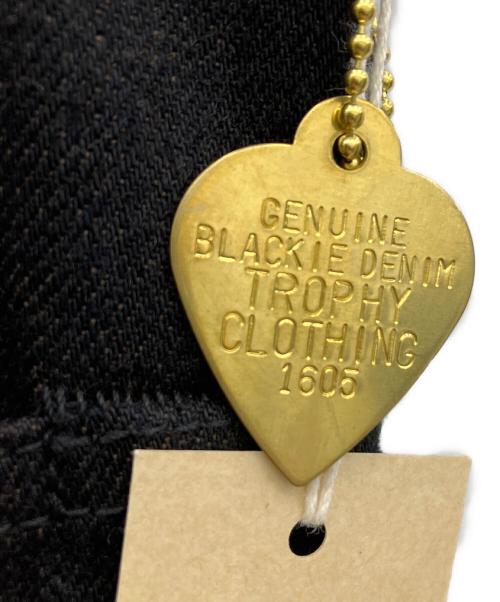 GENUINE
BLACKIE DENIM
TROPHY
CLOTHING
1605